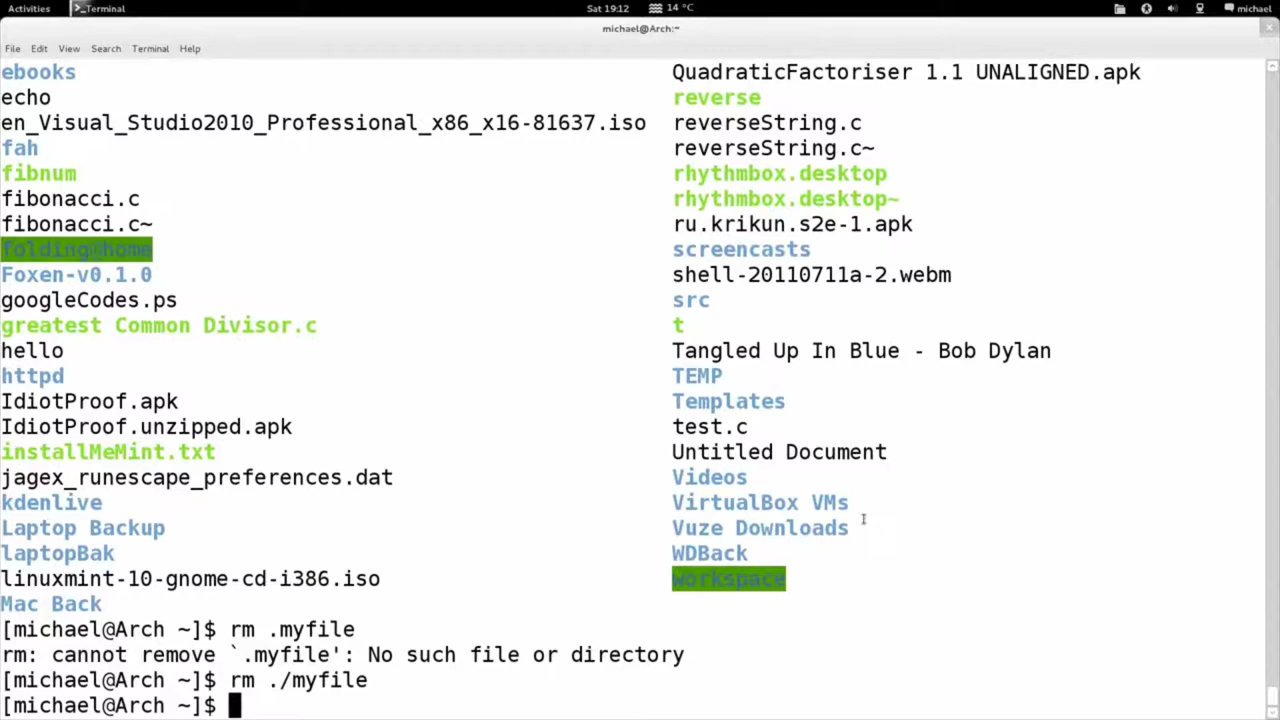 Activities
Terminal
Sat 19:12
14 °C
michael
michael@Arch:~
File Edit View Search Terminal Help
ebooks
echo
en_Visual_Studio2010_Professional_x86_x16-81637.iso
fah
fibnum
fibonacci.c
fibonacci.c~
folding@home
Foxen-v0.1.0
googleCodes.ps
greatest Common Divisor.c
hello
httpd
IdiotProof.apk
IdiotProof.unzipped.apk
installMeMint.txt
jagex_runescape_preferences.dat
kdenlive
Laptop Backup
laptopBak
linuxmint-10-gnome-cd-i386.iso
Mac Back
QuadraticFactoriser 1.1 UNALIGNED.apk
reverse
reverseString.c
reverseString.c~
rhythmbox.desktop
rhythmbox.desktop~
ru.krikun.s2e-1.apk
screencasts
shell-20110711a-2.webm
src
t
Tangled Up In Blue - Bob Dylan
TEMP
Templates
test.c
Untitled Document
Videos
VirtualBox VMs
Vuze Downloads
WDBack
workspace
[michael@Arch ~]$ rm .myfile
rm: cannot remove `.myfile': No such file or directory
[michael@Arch ~]$ rm ./myfile
[michael@Arch ~]$